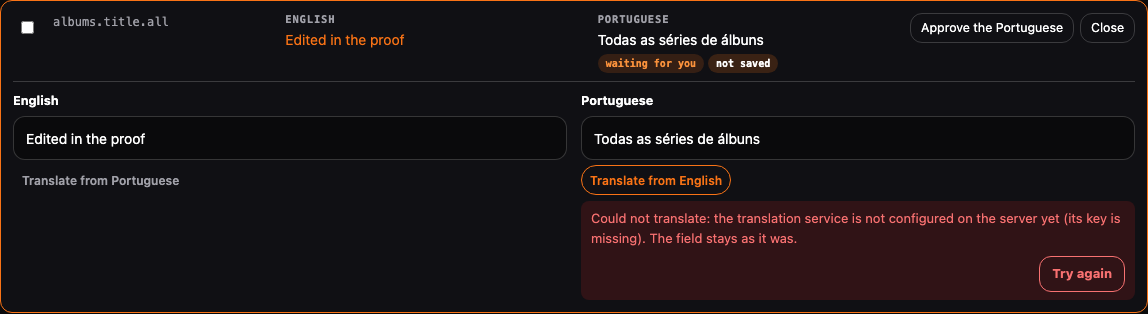 albums.title.all
ENGLISH
Edited in the proof
PORTUGUESE
Todas as séries de álbuns
waiting for you
not saved
Approve the Portuguese
Close
English
Edited in the proof
Translate from Portuguese
Portuguese
Todas as séries de álbuns
Translate from English
Could not translate: the translation service is not configured on the server yet (its key is
missing). The field stays as it was.
Try again